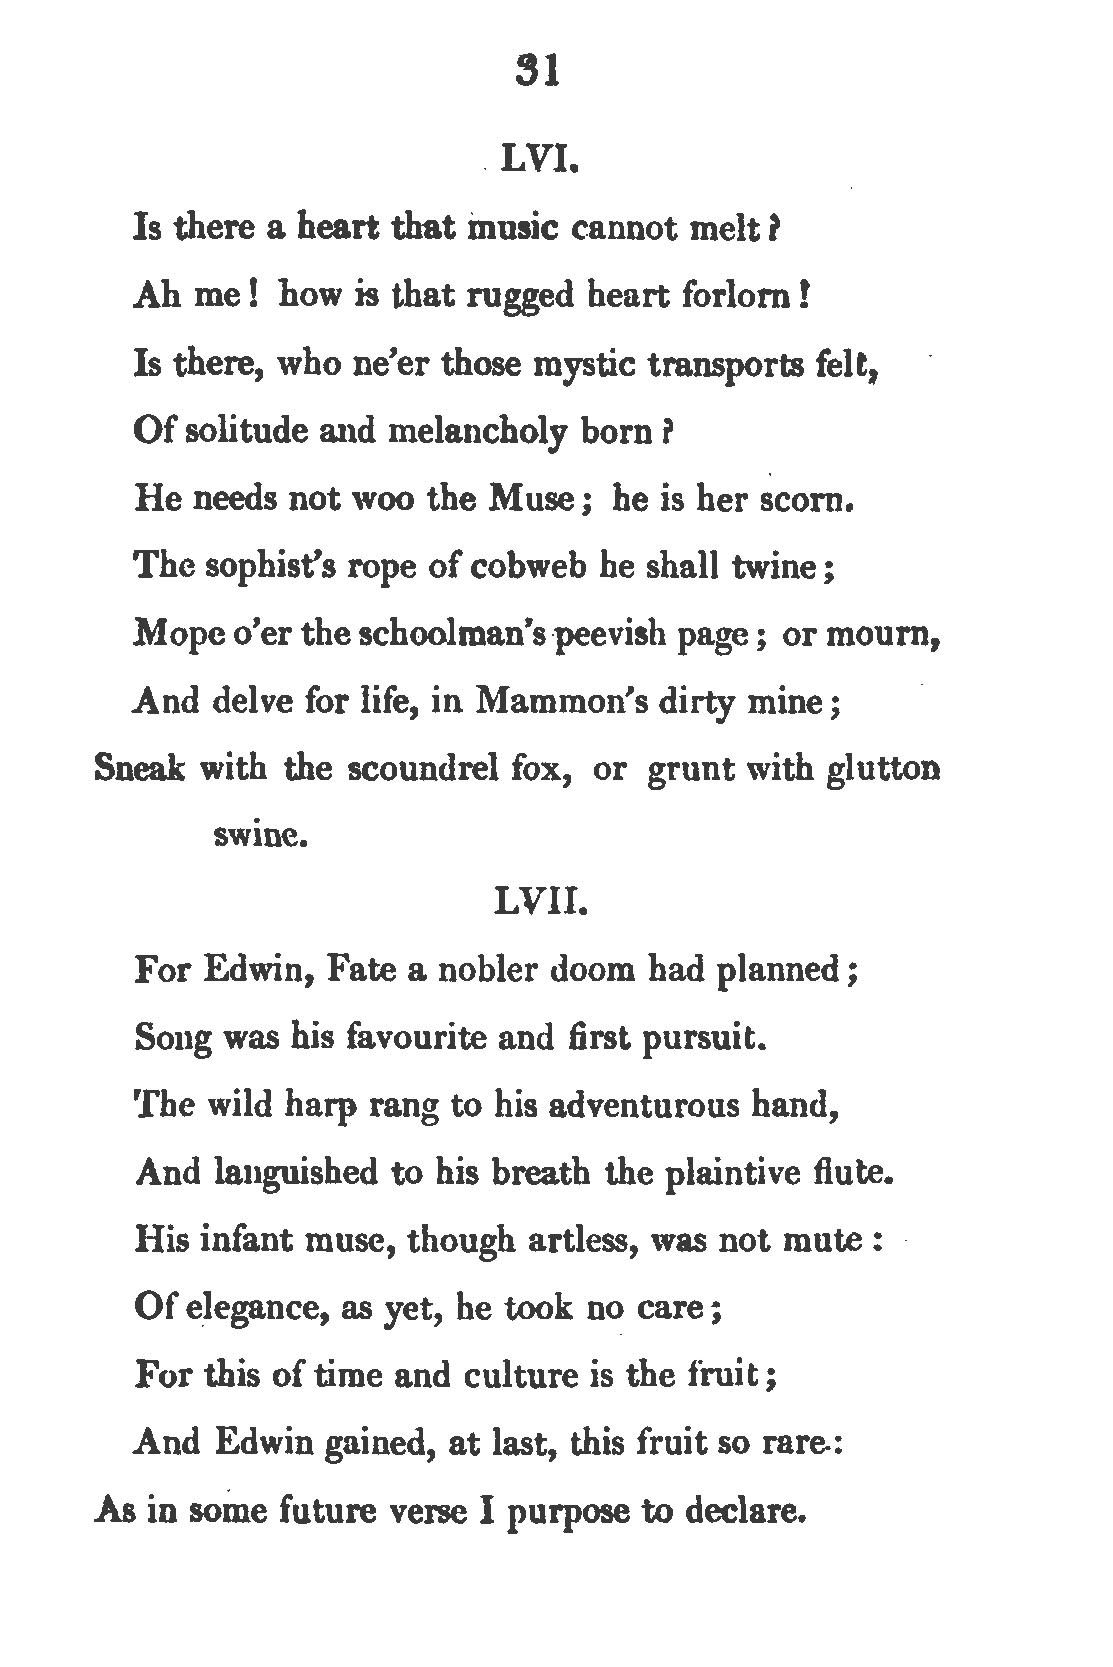 31
LVI.
Is there a heart that music cannot melt?
Ah me! how is that rugged heart forlorn!
Is there, who ne'er those mystic transports felt,
Of solitude and melancholy born?
He needs not woo the Muse; he is her scorn.
The sophist's rope of cobweb he shall twine;
Mope o'er the schoolman's peevish page; or mourn,
And delve for life, in Mammon's dirty mine;
Sneak with the scoundrel fox, or grunt with glutton
swine.
LVII.
For Edwin, Fate a nobler doom had planned;
Song was his favourite and first pursuit.
The wild harp rang to his adventurous hand,
And languished to his breath the plaintive flute.
His infant muse, though artless, was not mute:
Of elegance, as yet, he took no care;
For this of time and culture is the fruit;
And Edwin gained, at last, this fruit so rare:
As in some future verse I purpose to declare.